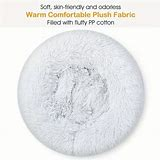 Soft, skin-friendly and odorless
Warm Comfortable Plush Fabric
Filled with fluffy PP cotton